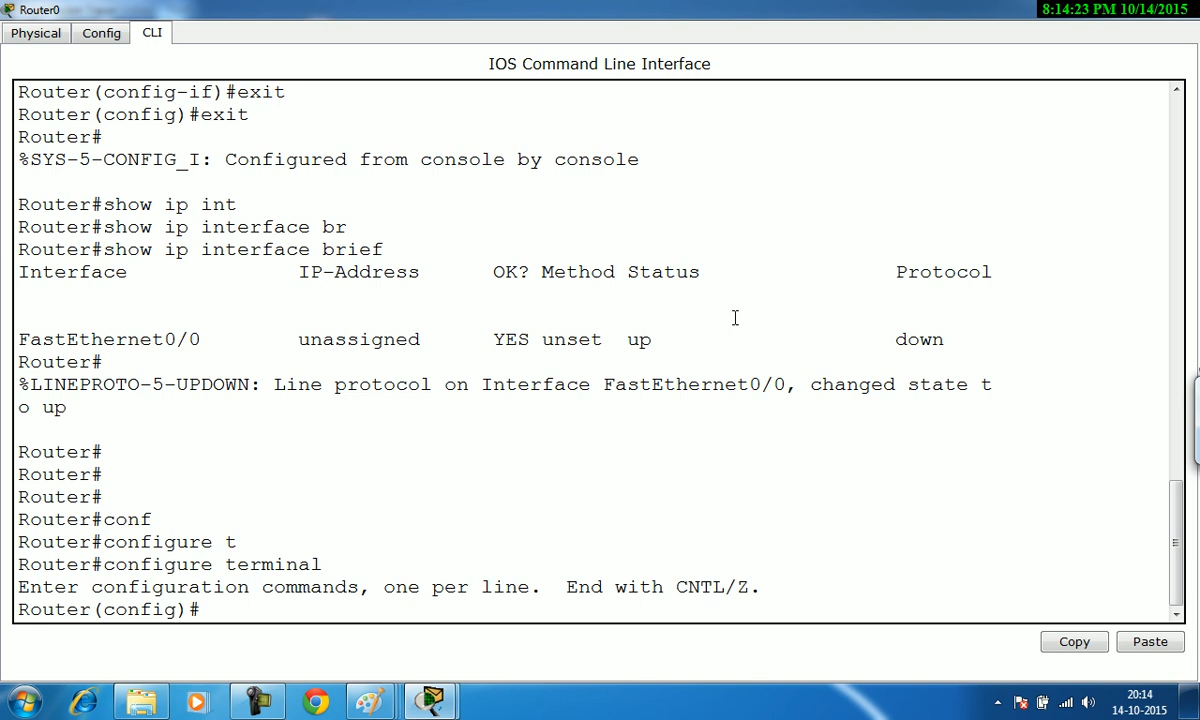 Router0
8:14:23 PM 10/14/2015
Physical Config CLI
IOS Command Line Interface
Router(config-if)#exit
Router(config)#exit
Router#
%SYS-5-CONFIG_I: Configured from console by console
Router#show ip int
Router#show ip interface br
Router#show ip interface brief
Interface IP-Address OK? Method Status Protocol
FastEthernet0/0 unassigned YES unset up down
Router#
%LINEPROTO-5-UPDOWN: Line protocol on Interface FastEthernet0/0, changed state t
o up
Router#
Router#
Router#
Router#conf
Router#configure t
Router#configure terminal
Enter configuration commands, one per line. End with CNTL/Z.
Router(config)#
Copy Paste
20:14
14-10-2015